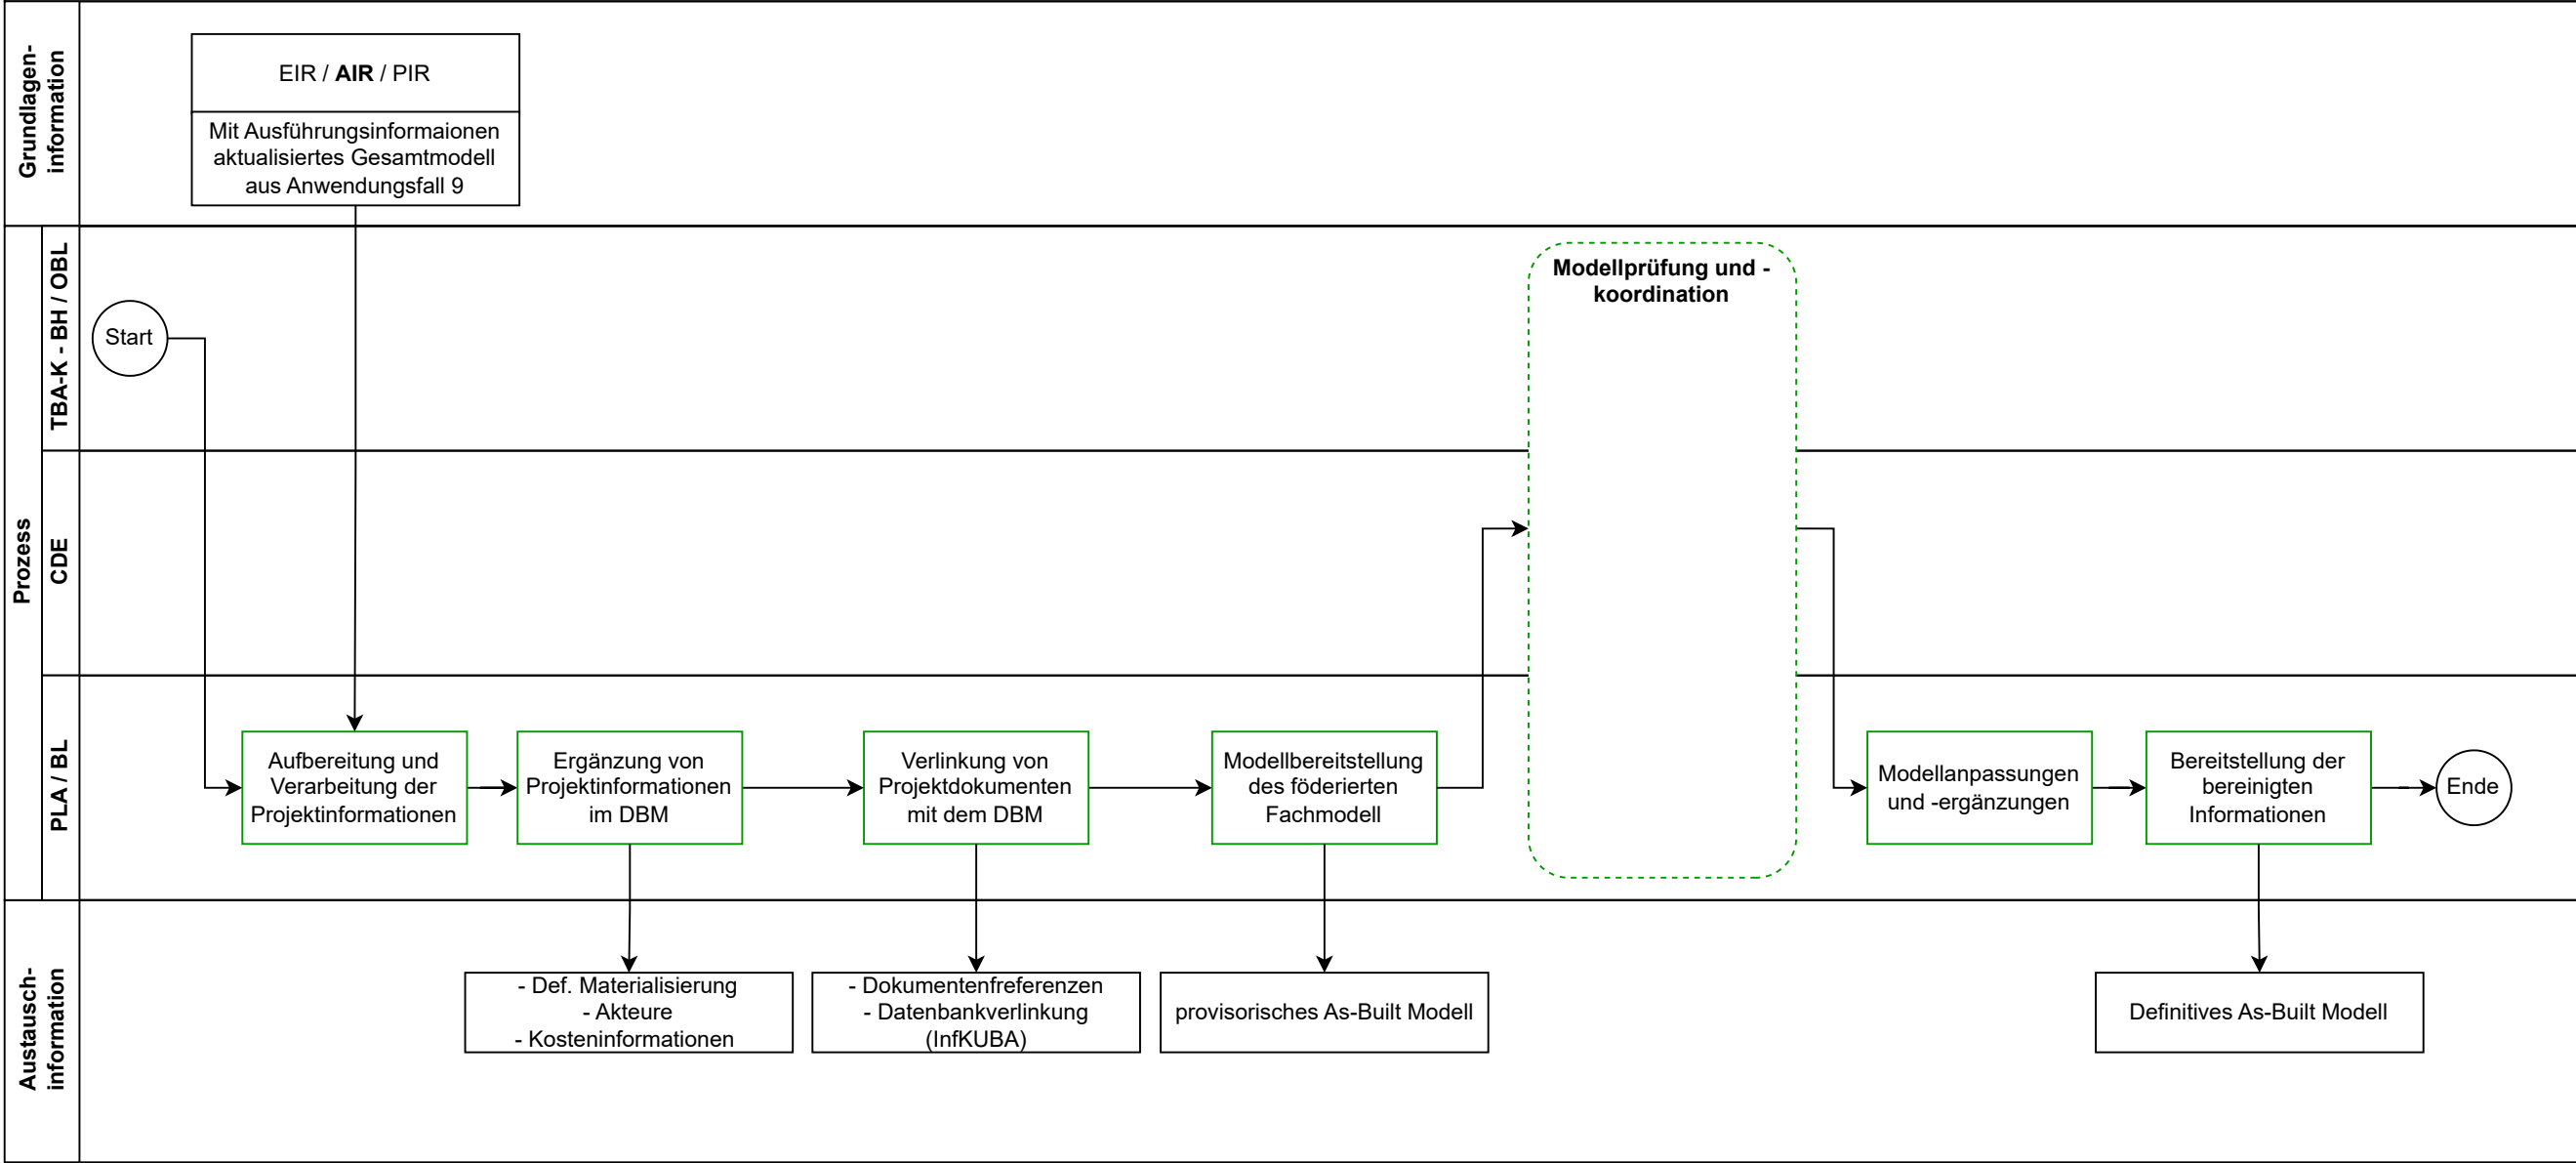 Grundlagen-
information
EIR / AIR / PIR
Mit Ausführungsinformaionen
aktualisiertes Gesamtmodell
aus Anwendungsfall 9
Prozess
TBA-K - BH / OBL
Start
Modellprüfung und -
koordination
CDE
PLA / BL
Aufbereitung und
Verarbeitung der
Projektinformationen
Ergänzung von
Projektinformationen
im DBM
Verlinkung von
Projektdokumenten
mit dem DBM
Modellbereitstellung
des föderierten
Fachmodell
Modellanpassungen
und -ergänzungen
Bereitstellung der
bereinigten
Informationen
Ende
Austausch-
information
- Def. Materialisierung
- Akteure
- Kosteninformationen
- Dokumentenfreferenzen
- Datenbankverlinkung
(InfKUBA)
provisorisches As-Built Modell
Definitives As-Built Modell